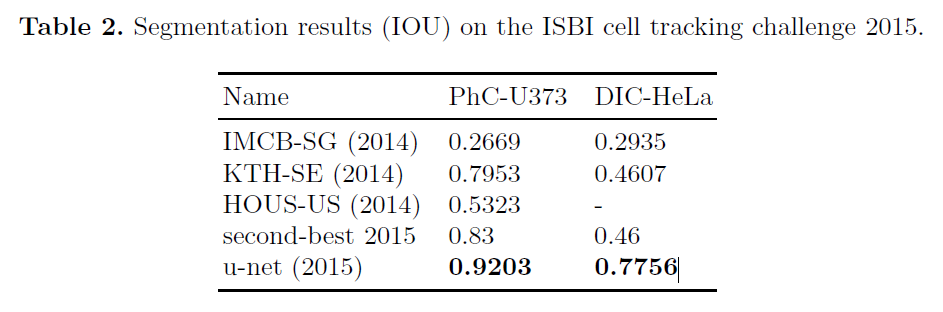 Table 2. Segmentation results (IOU) on the ISBI cell tracking challenge 2015.
Name PhC-U373 DIC-HeLa
IMCB-SG (2014) 0.2669 0.2935
KTH-SE (2014) 0.7953 0.4607
HOUS-US (2014) 0.5323 -
second-best 2015 0.83 0.46
u-net (2015) 0.9203 0.7756